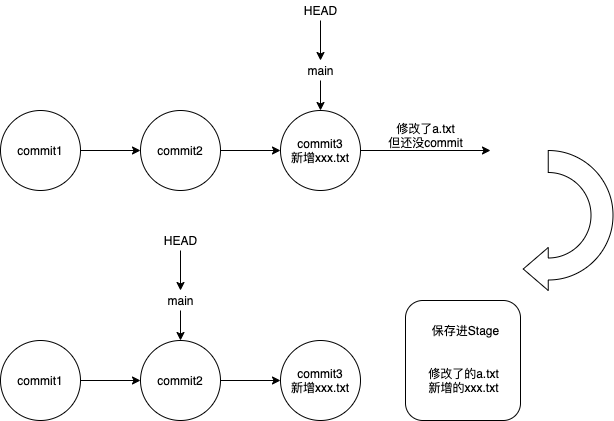 HEAD
main
commit1
commit2
commit3
新增xxx.txt
修改了a.txt
但还没commit
HEAD
main
commit1
commit2
commit3
新增xxx.txt
保存进Stage
修改了的a.txt
新增的xxx.txt